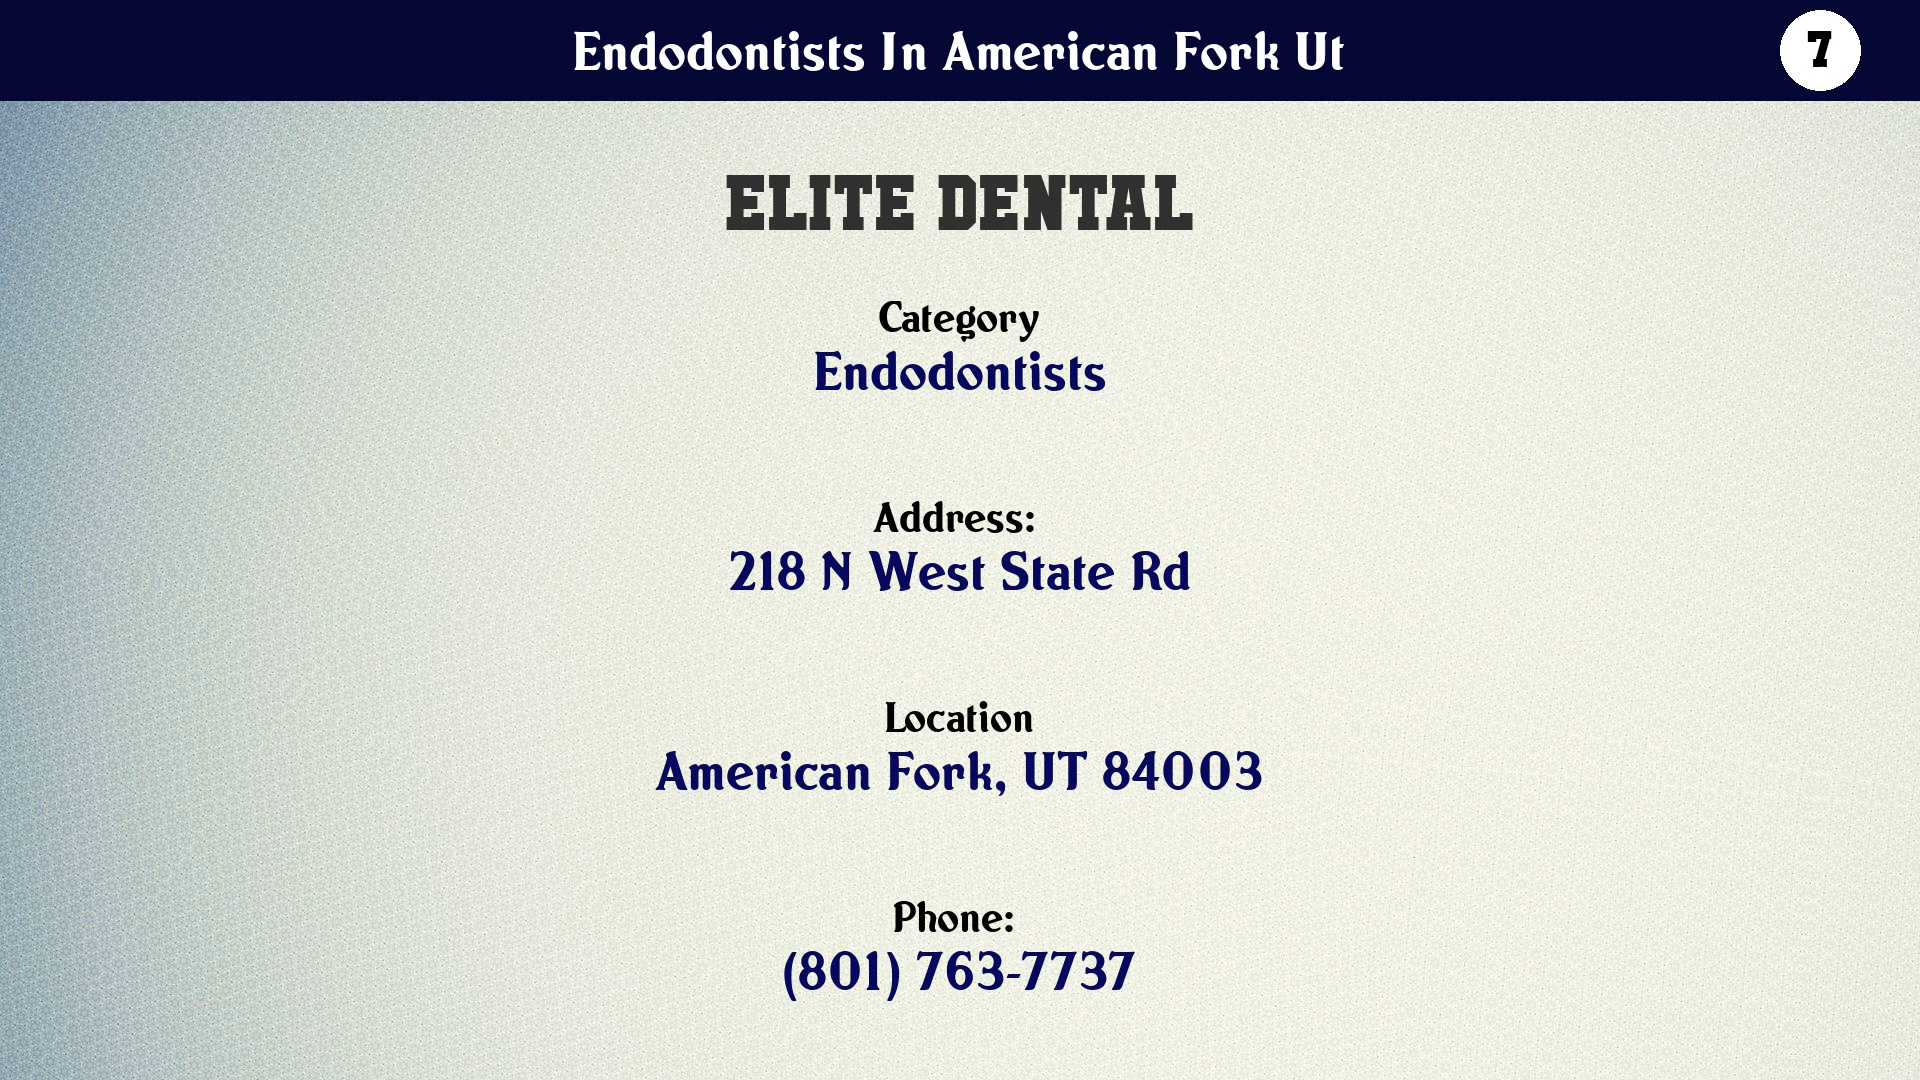 Endodontists In American Fork Ut
7
ELITE DENTAL
Category
Endodontists
Address:
218 N West State Rd
Location
American Fork, UT 84003
Phone:
(801) 763-7737